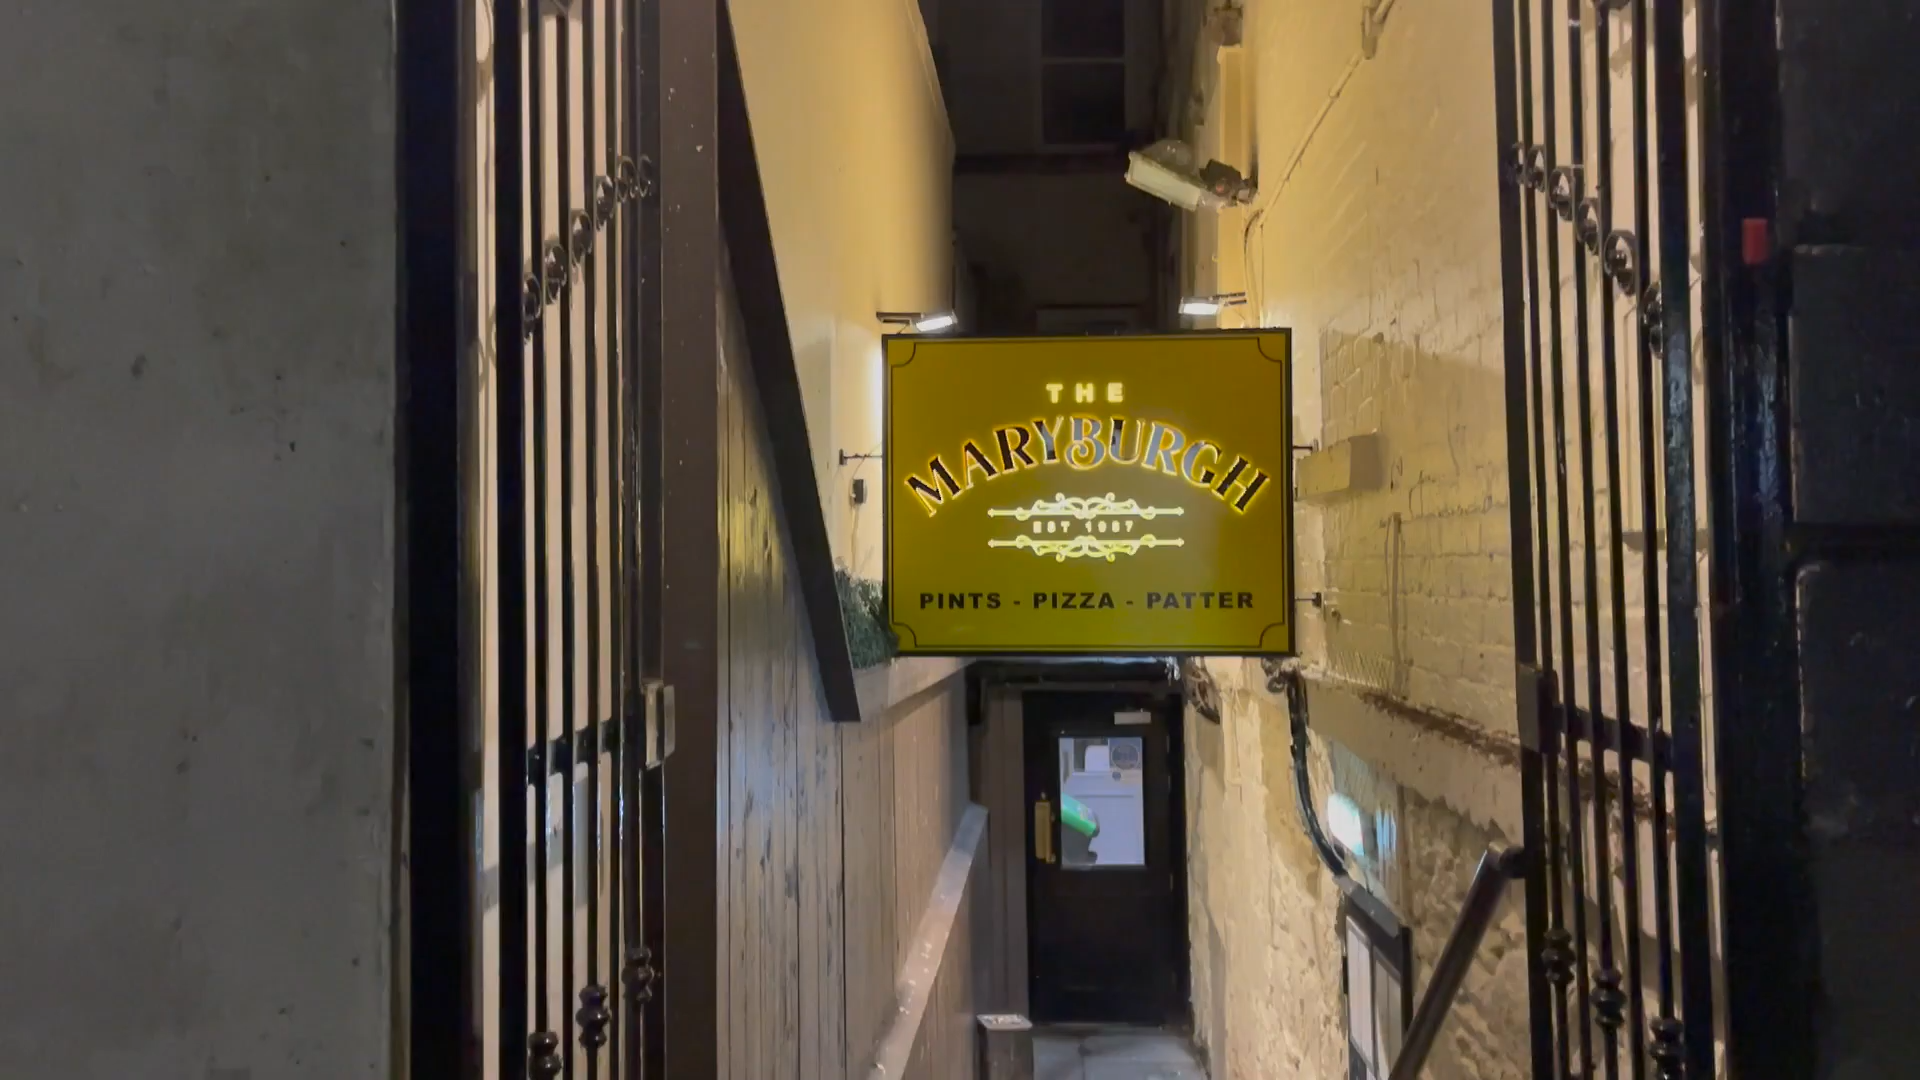 THE
MARYBURGH
EST 1987
PINTS - PIZZA - PATTER